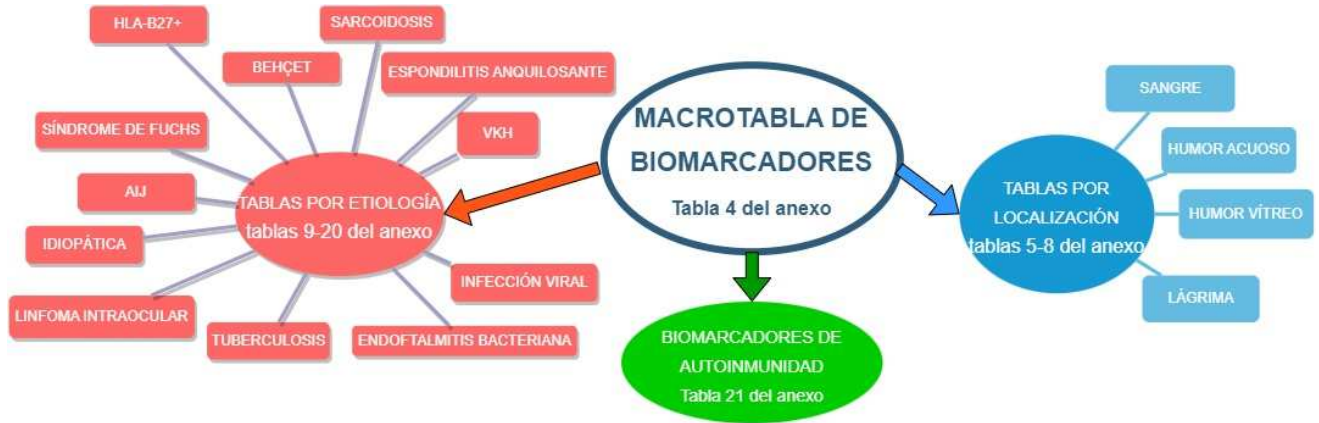 HLA-B27+
SARCOIDOSIS
BEHÇET
ESPONDILITIS ANQUILOSANTE
SÍNDROME DE FUCHS
VKH
AIJ
TABLAS POR ETIOLOGÍA
tablas 9-20 del anexo
IDIOPÁTICA
INFECCIÓN VIRAL
LINFOMA INTRAOCULAR
TUBERCULOSIS
ENDOFTALMITIS BACTERIANA
MACROTABLA DE
BIOMARCADORES
Tabla 4 del anexo
BIOMARCADORES DE
AUTOINMUNIDAD
Tabla 21 del anexo
TABLAS POR
LOCALIZACIÓN
tablas 5-8 del anexo
SANGRE
HUMOR ACUOSO
HUMOR VÍTREO
LÁGRIMA